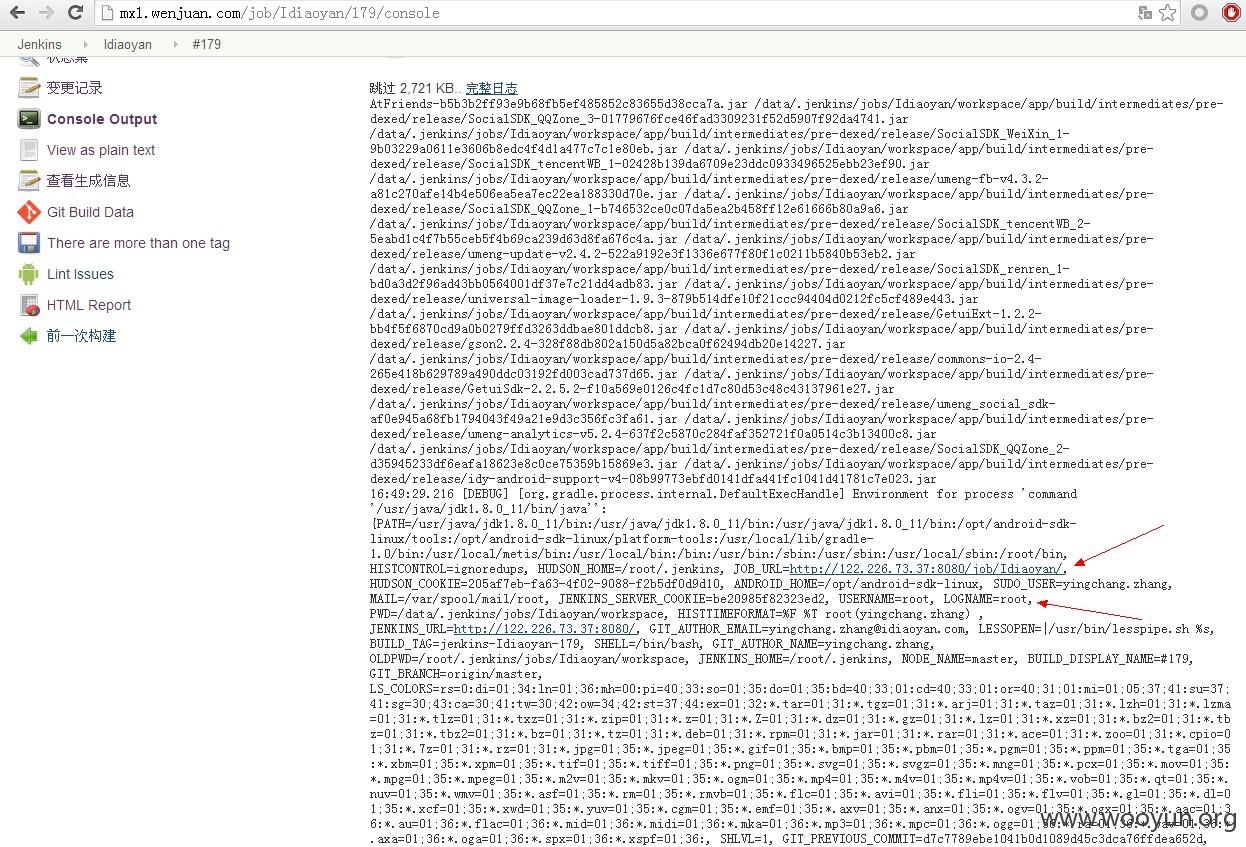 mx1.wenjuan.com/job/Idiaoyan/179/console
Jenkins Idiaoyan #179
状态集
变更记录
Console Output
View as plain text
查看生成信息
Git Build Data
There are more than one tag
Lint Issues
HTML Report
前一次构建
跳过 2,721 KB.. 完整日志
AtFriends-b5b3b2ff93e9b68fb5ef485852c83655d38cca7a.jar /data/.jenkins/jobs/Idiaoyan/workspace/app/build/intermediates/pre-
dexed/release/SocialSDK_QQZone_3-01779676fce46fad3309231f52d5907f92da4741.jar
/data/.jenkins/jobs/Idiaoyan/workspace/app/build/intermediates/pre-dexed/release/SocialSDK_WeiXin_1-
9b03229a0611e3606b8edc4f4d1a477c7c1e80eb.jar /data/.jenkins/jobs/Idiaoyan/workspace/app/build/intermediates/pre-
dexed/release/SocialSDK_tencentWB_1-02428b139da6709e23ddc0933496525ebb23ef90.jar
/data/.jenkins/jobs/Idiaoyan/workspace/app/build/intermediates/pre-dexed/release/umeng-fb-v4.3.2-
a81c270afe14b4e506ea5ea7ec22ea188330d70e.jar /data/.jenkins/jobs/Idiaoyan/workspace/app/build/intermediates/pre-
dexed/release/SocialSDK_QQZone_1-b746532ce0c07da5ea2b458ff12e61666b80a9a6.jar
/data/.jenkins/jobs/Idiaoyan/workspace/app/build/intermediates/pre-dexed/release/SocialSDK_tencentWB_2-
5eabd1c4f7b55ceb5f4b69ca239d63d8fa676c4a.jar /data/.jenkins/jobs/Idiaoyan/workspace/app/build/intermediates/pre-
dexed/release/umeng-update-v2.4.2-522a9192e3f1336e677f80f1c0211b5840b53eb2.jar
/data/.jenkins/jobs/Idiaoyan/workspace/app/build/intermediates/pre-dexed/release/SocialSDK_renren_1-
bd0a3d2f96ad43bb0564001df37e7c21dd4adb83.jar /data/.jenkins/jobs/Idiaoyan/workspace/app/build/intermediates/pre-
dexed/release/universal-image-loader-1.9.3-879b514dfe10f21ccc94404d0212fc5cf489e443.jar
/data/.jenkins/jobs/Idiaoyan/workspace/app/build/intermediates/pre-dexed/release/GetuiExt-1.2.2-
bb4f5f6870cd9a0b0279ffd3263ddbae801ddcb8.jar /data/.jenkins/jobs/Idiaoyan/workspace/app/build/intermediates/pre-
dexed/release/gson2.2.4-328f88db802a150d5a82bca0f62494db20e14227.jar
/data/.jenkins/jobs/Idiaoyan/workspace/app/build/intermediates/pre-dexed/release/commons-io-2.4-
265e418b629789a490ddc03192fd003cad737d65.jar /data/.jenkins/jobs/Idiaoyan/workspace/app/build/intermediates/pre-
dexed/release/GetuiSdk-2.2.5.2-f10a569e0126c4fc1d7c80d53c48c43137961e27.jar
/data/.jenkins/jobs/Idiaoyan/workspace/app/build/intermediates/pre-dexed/release/umeng_social_sdk-
af0e945a68fb1794043f49a21e9d3c356fc3fa61.jar /data/.jenkins/jobs/Idiaoyan/workspace/app/build/intermediates/pre-
dexed/release/umeng-analytics-v5.2.4-637f2c5870c284faf352721f0a0514c3b13400c8.jar
/data/.jenkins/jobs/Idiaoyan/workspace/app/build/intermediates/pre-dexed/release/SocialSDK_QQZone_2-
d35945233df6eafa18623e8c0ce75359b15869e3.jar /data/.jenkins/jobs/Idiaoyan/workspace/app/build/intermediates/pre-
dexed/release/idy-android-support-v4-08b99773ebfd0141dfa441fc1041d41781c7e023.jar
16:49:29.216 [DEBUG] [org.gradle.process.internal.DefaultExecHandle] Environment for process 'command
'/usr/java/jdk1.8.0_11/bin/java'':
{PATH=/usr/java/jdk1.8.0_11/bin:/usr/java/jdk1.8.0_11/bin:/usr/java/jdk1.8.0_11/bin:/opt/android-sdk-
linux/tools:/opt/android-sdk-linux/platform-tools:/usr/local/lib/gradle-
1.0/bin:/usr/local/metis/bin:/usr/local/bin:/bin:/usr/bin:/sbin:/usr/sbin:/usr/local/sbin:/root/bin,
HISTCONTROL=ignoredups, HUDSON_HOME=/root/.jenkins, JOB_URL=http://122.226.73.37:8080/job/Idiaoyan/,
HUDSON_COOKIE=205af7eb-fa63-4f02-9088-f2b5df0d9d10, ANDROID_HOME=/opt/android-sdk-linux, SUDO_USER=yingchang.zhang,
MAIL=/var/spool/mail/root, JENKINS_SERVER_COOKIE=be20985f82323ed2, USERNAME=root, LOGNAME=root,
PWD=/data/.jenkins/jobs/Idiaoyan/workspace, HISTTIMEFORMAT=%F %T root(yingchang.zhang) ,
JENKINS_URL=http://122.226.73.37:8080/, GIT_AUTHOR_EMAIL=yingchang.zhang@idiaoyan.com, LESSOPEN=|/usr/bin/lesspipe.sh %s,
BUILD_TAG=jenkins-Idiaoyan-179, SHELL=/bin/bash, GIT_AUTHOR_NAME=yingchang.zhang,
OLDPWD=/root/.jenkins/jobs/Idiaoyan/workspace, JENKINS_HOME=/root/.jenkins, NODE_NAME=master, BUILD_DISPLAY_NAME=#179,
GIT_BRANCH=origin/master,
LS_COLORS=rs=0:di=01;34:ln=01;36:mh=00:pi=40;33:so=01;35:do=01;35:bd=40;33;01:cd=40;33;01:or=40;31;01:mi=01;05;37;41:su=37;
41:sg=30;43:ca=30;41:tw=30;42:ow=34;42:st=37;44:ex=01;32:*.tar=01;31:*.tgz=01;31:*.arj=01;31:*.taz=01;31:*.lzh=01;31:*.lzma
=01;31:*.tlz=01;31:*.txz=01;31:*.zip=01;31:*.z=01;31:*.Z=01;31:*.dz=01;31:*.gz=01;31:*.lz=01;31:*.xz=01;31:*.bz2=01;31:*.tb
z=01;31:*.tbz2=01;31:*.bz=01;31:*.tz=01;31:*.deb=01;31:*.rpm=01;31:*.jar=01;31:*.rar=01;31:*.ace=01;31:*.zoo=01;31:*.cpio=0
1;31:*.7z=01;31:*.rz=01;31:*.jpg=01;35:*.jpeg=01;35:*.gif=01;35:*.bmp=01;35:*.pbm=01;35:*.pgm=01;35:*.ppm=01;35:*.tga=01;35
:*.xbm=01;35:*.xpm=01;35:*.tif=01;35:*.tiff=01;35:*.png=01;35:*.svg=01;35:*.svgz=01;35:*.mng=01;35:*.pcx=01;35:*.mov=01;35:
*.mpg=01;35:*.mpeg=01;35:*.m2v=01;35:*.mkv=01;35:*.ogm=01;35:*.mp4=01;35:*.m4v=01;35:*.mp4v=01;35:*.vob=01;35:*.qt=01;35:*.
nuv=01;35:*.wmv=01;35:*.asf=01;35:*.rm=01;35:*.rmvb=01;35:*.flc=01;35:*.avi=01;35:*.fli=01;35:*.flv=01;35:*.gl=01;35:*.dl=0
1;35:*.xcf=01;35:*.xwd=01;35:*.yuv=01;35:*.cgm=01;35:*.emf=01;35:*.axv=01;35:*.anx=01;35:*.ogv=01;35:*.ogx=01;35:*.aac=01;3
6:*.au=01;36:*.flac=01;36:*.mid=01;36:*.midi=01;36:*.mka=01;36:*.mp3=01;36:*.mpc=01;36:*.ogg=01;36:*.ra=01;36:*.wav=01;36:*
.axa=01;36:*.oga=01;36:*.spx=01;36:*.xspf=01;36:, SHLVL=1, GIT_PREVIOUS_COMMIT=d7c7789ebe1041b0d1089d45c3dca76ffdea652d,
www.wooyun.org